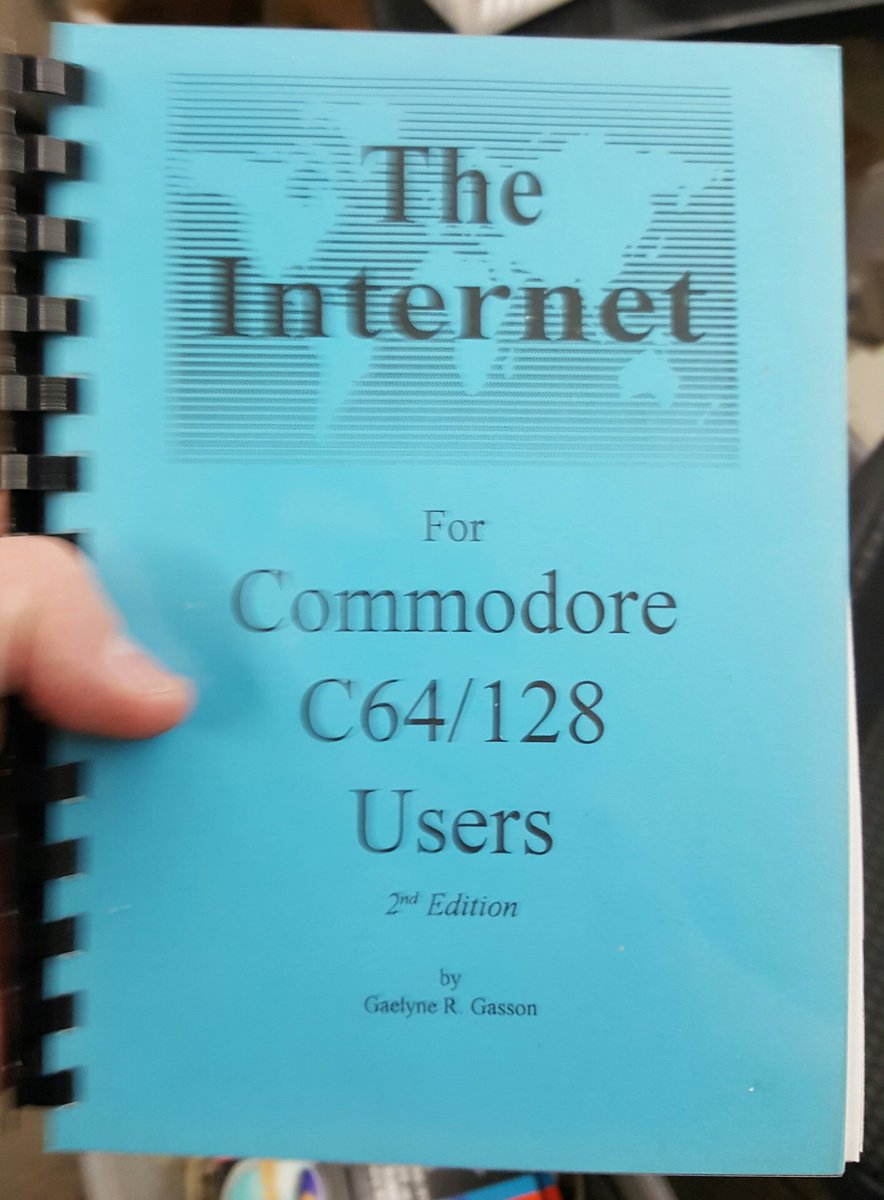 The
Internet
For
Commodore
C64/128
Users
2nd Edition
by
Gaelyne R. Gasson